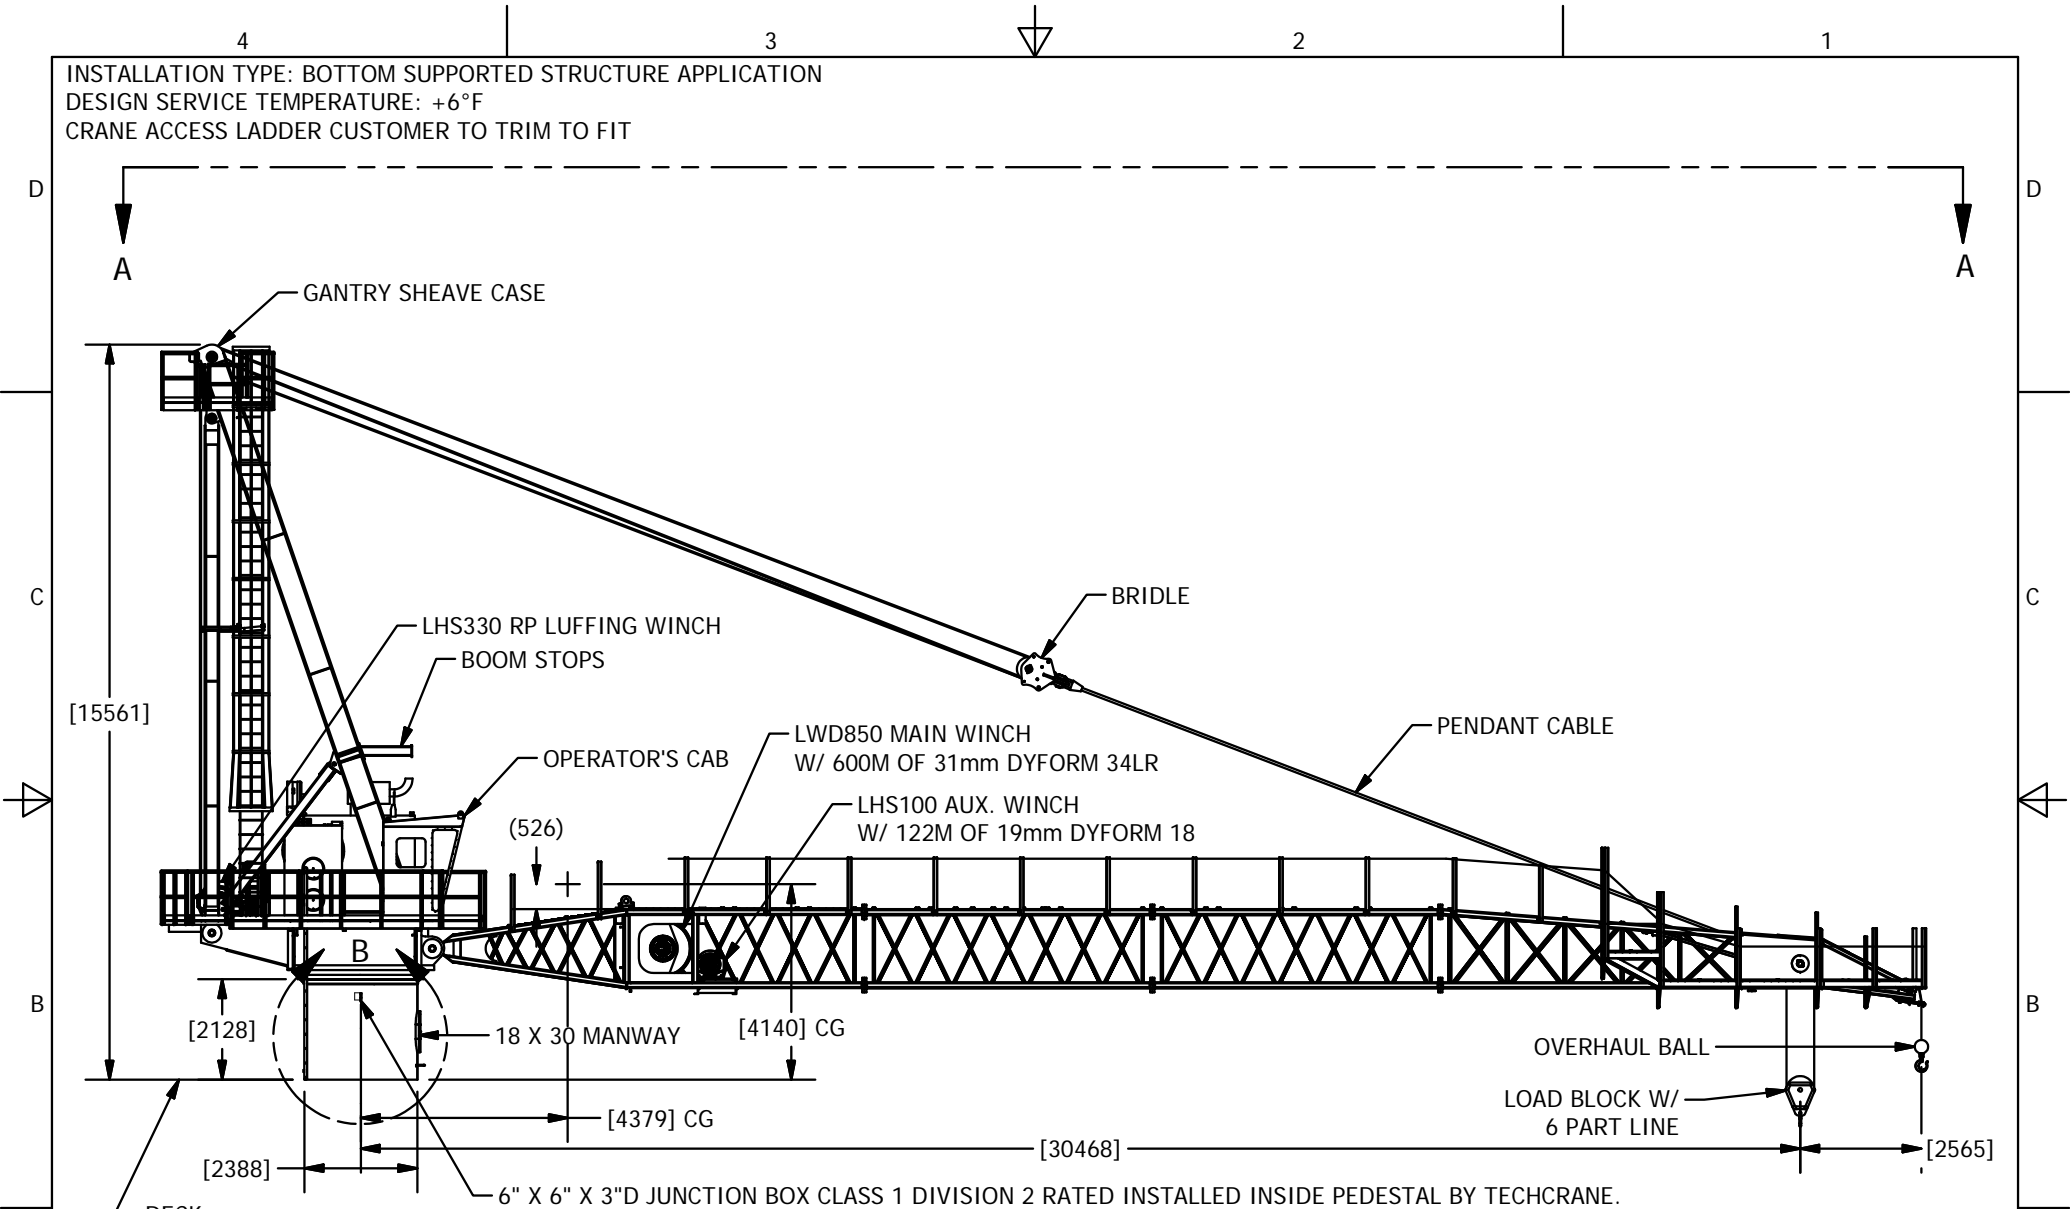 4 3 2 1
INSTALLATION TYPE: BOTTOM SUPPORTED STRUCTURE APPLICATION
DESIGN SERVICE TEMPERATURE: +6°F
CRANE ACCESS LADDER CUSTOMER TO TRIM TO FIT
D D
A A
GANTRY SHEAVE CASE
C C
BRIDLE
LHS330 RP LUFFING WINCH
BOOM STOPS
[15561]
PENDANT CABLE
LWD850 MAIN WINCH
W/ 600M OF 31mm DYFORM 34LR
OPERATOR'S CAB
LHS100 AUX. WINCH
W/ 122M OF 19mm DYFORM 18
(526)
B
B B
[2128]
18 X 30 MANWAY
[4140] CG
OVERHAUL BALL
LOAD BLOCK W/
6 PART LINE
[4379] CG
[30468]
[2565]
[2388]
6" X 6" X 3"D JUNCTION BOX CLASS 1 DIVISION 2 RATED INSTALLED INSIDE PEDESTAL BY TECHCRANE.